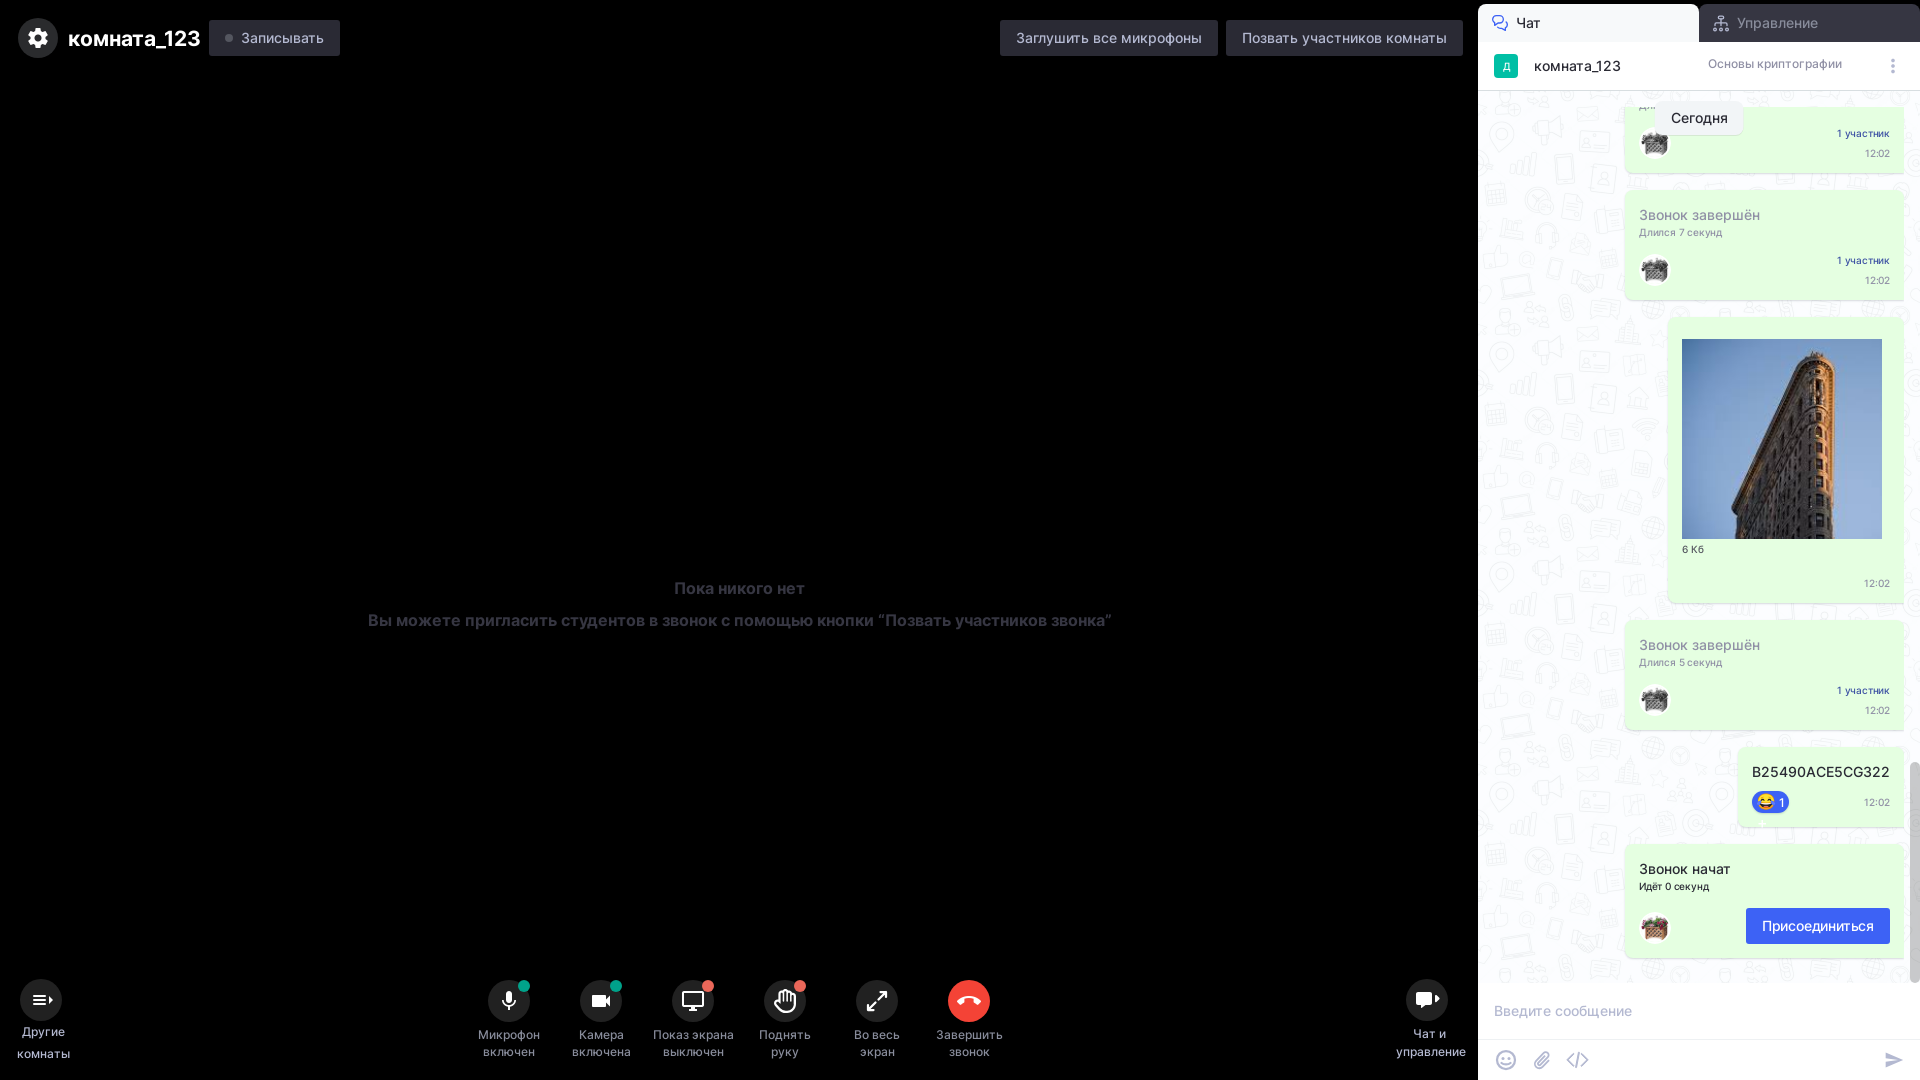 комната_123
Записывать
Заглушить все микрофоны
Позвать участников комнаты
Чат
Управление
Д
комната_123
Основы криптографии
Сегодня
1 участник
12:02
Звонок завершён
Длился 7 секунд
1 участник
12:02
6 Кб
12:02
Звонок завершён
Длился 5 секунд
1 участник
12:02
B25490ACE5CG322
1
12:02
Звонок начат
Идёт 0 секунд
Присоединиться
Пока никого нет
Вы можете пригласить студентов в звонок с помощью кнопки “Позвать участников звонка”
Введите сообщение
Другие
комнаты
Микрофон
включен
Камера
включена
Показ экрана
выключен
Поднять
руку
Во весь
экран
Завершить
звонок
Чат и
управление